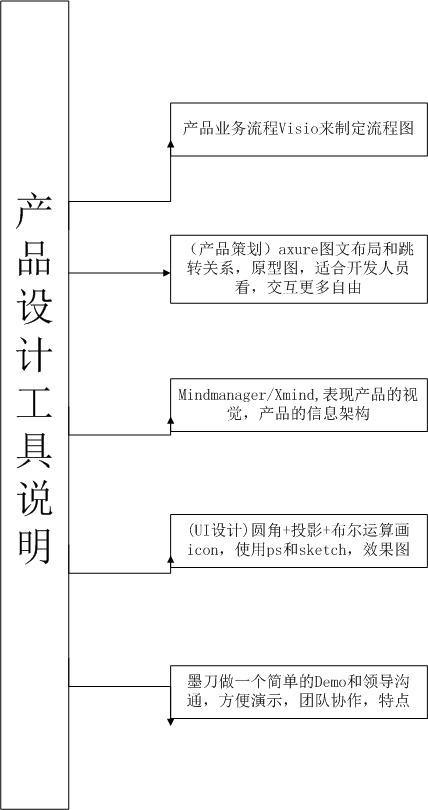 产品设计工具说明
产品业务流程Visio来制定流程图
（产品策划）axure图文布局和跳
转关系，原型图，适合开发人员
看，交互更多自由
Mindmanager/Xmind,表现产品的视
觉，产品的信息架构
(UI设计)圆角+投影+布尔运算画
icon，使用ps和sketch，效果图
墨刀做一个简单的Demo和领导沟
通，方便演示，团队协作，特点